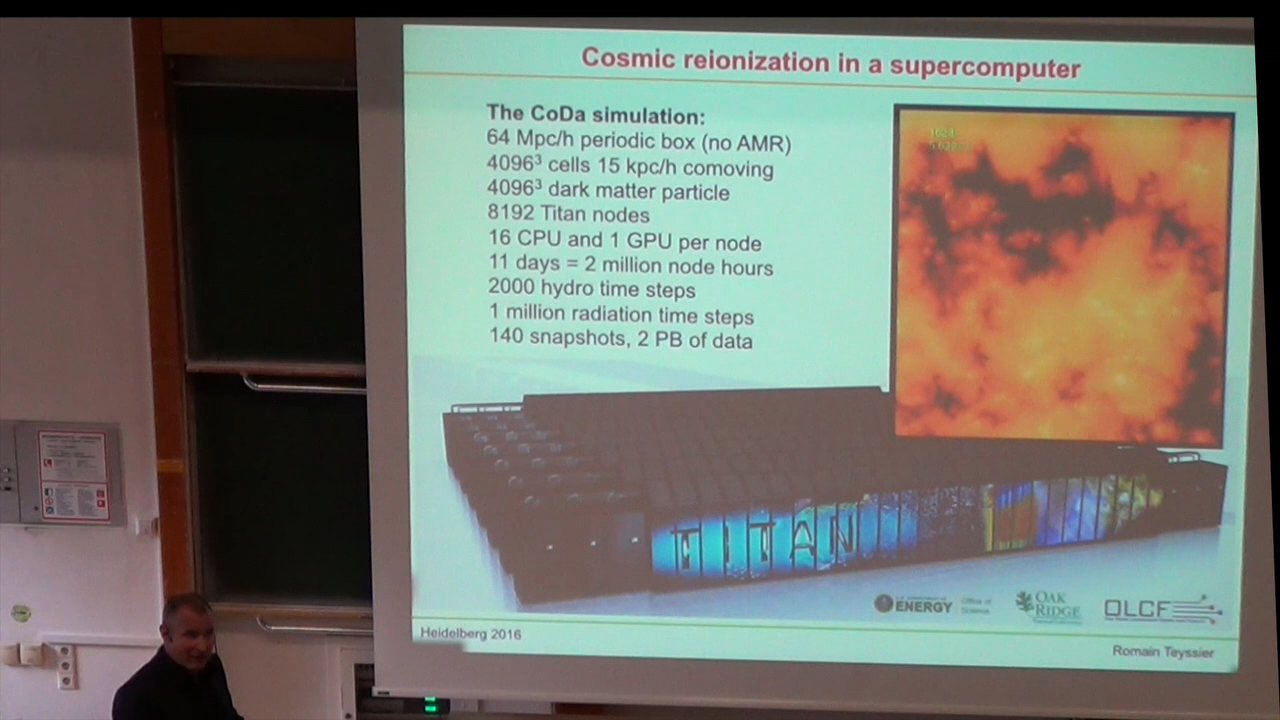 Cosmic reionization in a supercomputer
The CoDa simulation:
64 Mpc/h periodic box (no AMR)
4096³ cells 15 kpc/h comoving
4096³ dark matter particle
8192 Titan nodes
16 CPU and 1 GPU per node
11 days = 2 million node hours
2000 hydro time steps
1 million radiation time steps
140 snapshots, 2 PB of data
TITAN
ENERGY
Office of
Science
OAK
RIDGE
OLCF
Heidelberg 2016
Romain Teyssier